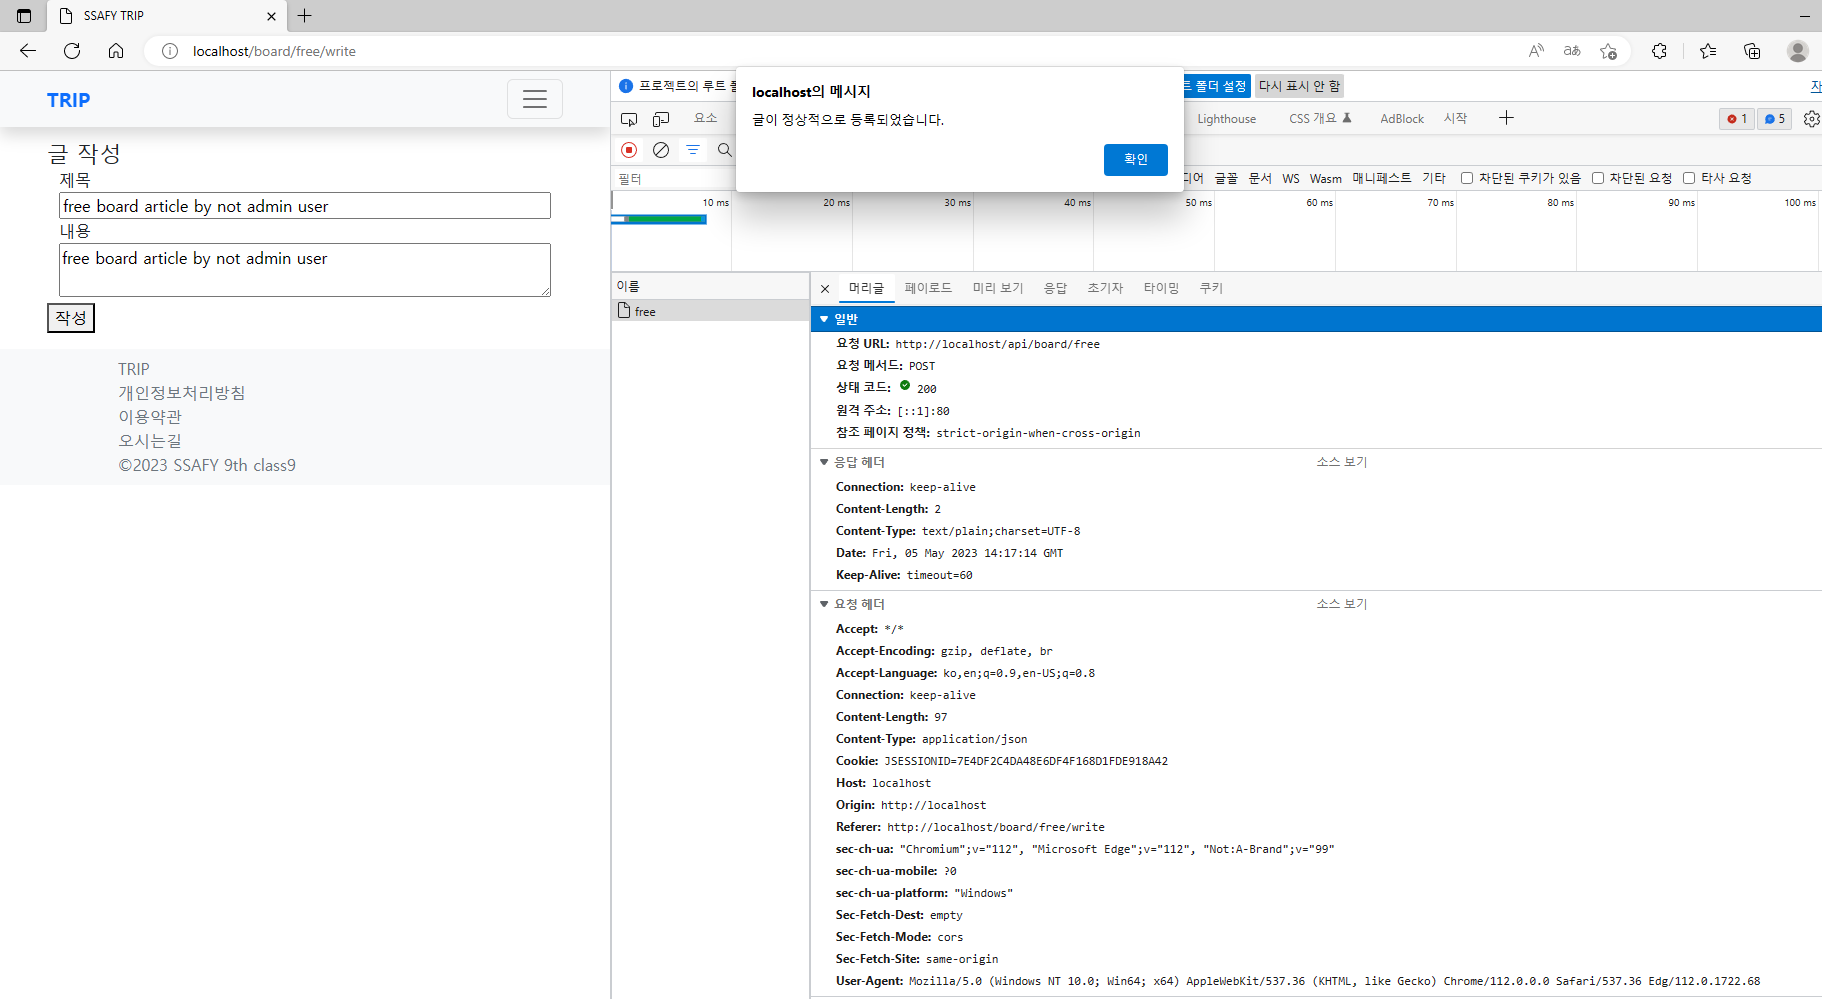 SSAFY TRIP
localhost/board/free/write
TRIP
글 작성
제목
free board article by not admin user
내용
free board article by not admin user
작성
TRIP
개인정보처리방침
이용약관
오시는길
©2023 SSAFY 9th class9
localhost의 메시지
글이 정상적으로 등록되었습니다.
확인
프로젝트의 루트 폴더 설정 다시 표시 안 함
요소 Lighthouse CSS 개요 AdBlock 시작 1 5
필터 글꼴 문서 WS Wasm 매니페스트 기타 차단된 쿠키가 있음 차단된 요청 타사 요청
10 ms 20 ms 30 ms 40 ms 50 ms 60 ms 70 ms 80 ms 90 ms 100 ms
이름
free
머리글 페이로드 미리 보기 응답 초기자 타이밍 쿠키
일반
요청 URL: http://localhost/api/board/free
요청 메서드: POST
상태 코드: 200
원격 주소: [::1]:80
참조 페이지 정책: strict-origin-when-cross-origin
응답 헤더 소스 보기
Connection: keep-alive
Content-Length: 2
Content-Type: text/plain;charset=UTF-8
Date: Fri, 05 May 2023 14:17:14 GMT
Keep-Alive: timeout=60
요청 헤더 소스 보기
Accept: */*
Accept-Encoding: gzip, deflate, br
Accept-Language: ko,en;q=0.9,en-US;q=0.8
Connection: keep-alive
Content-Length: 97
Content-Type: application/json
Cookie: JSESSIONID=7E4DF2C4DA48E6DF4F168D1FDE918A42
Host: localhost
Origin: http://localhost
Referer: http://localhost/board/free/write
sec-ch-ua: "Chromium";v="112", "Microsoft Edge";v="112", "Not:A-Brand";v="99"
sec-ch-ua-mobile: ?0
sec-ch-ua-platform: "Windows"
Sec-Fetch-Dest: empty
Sec-Fetch-Mode: cors
Sec-Fetch-Site: same-origin
User-Agent: Mozilla/5.0 (Windows NT 10.0; Win64; x64) AppleWebKit/537.36 (KHTML, like Gecko) Chrome/112.0.0.0 Safari/537.36 Edg/112.0.1722.68